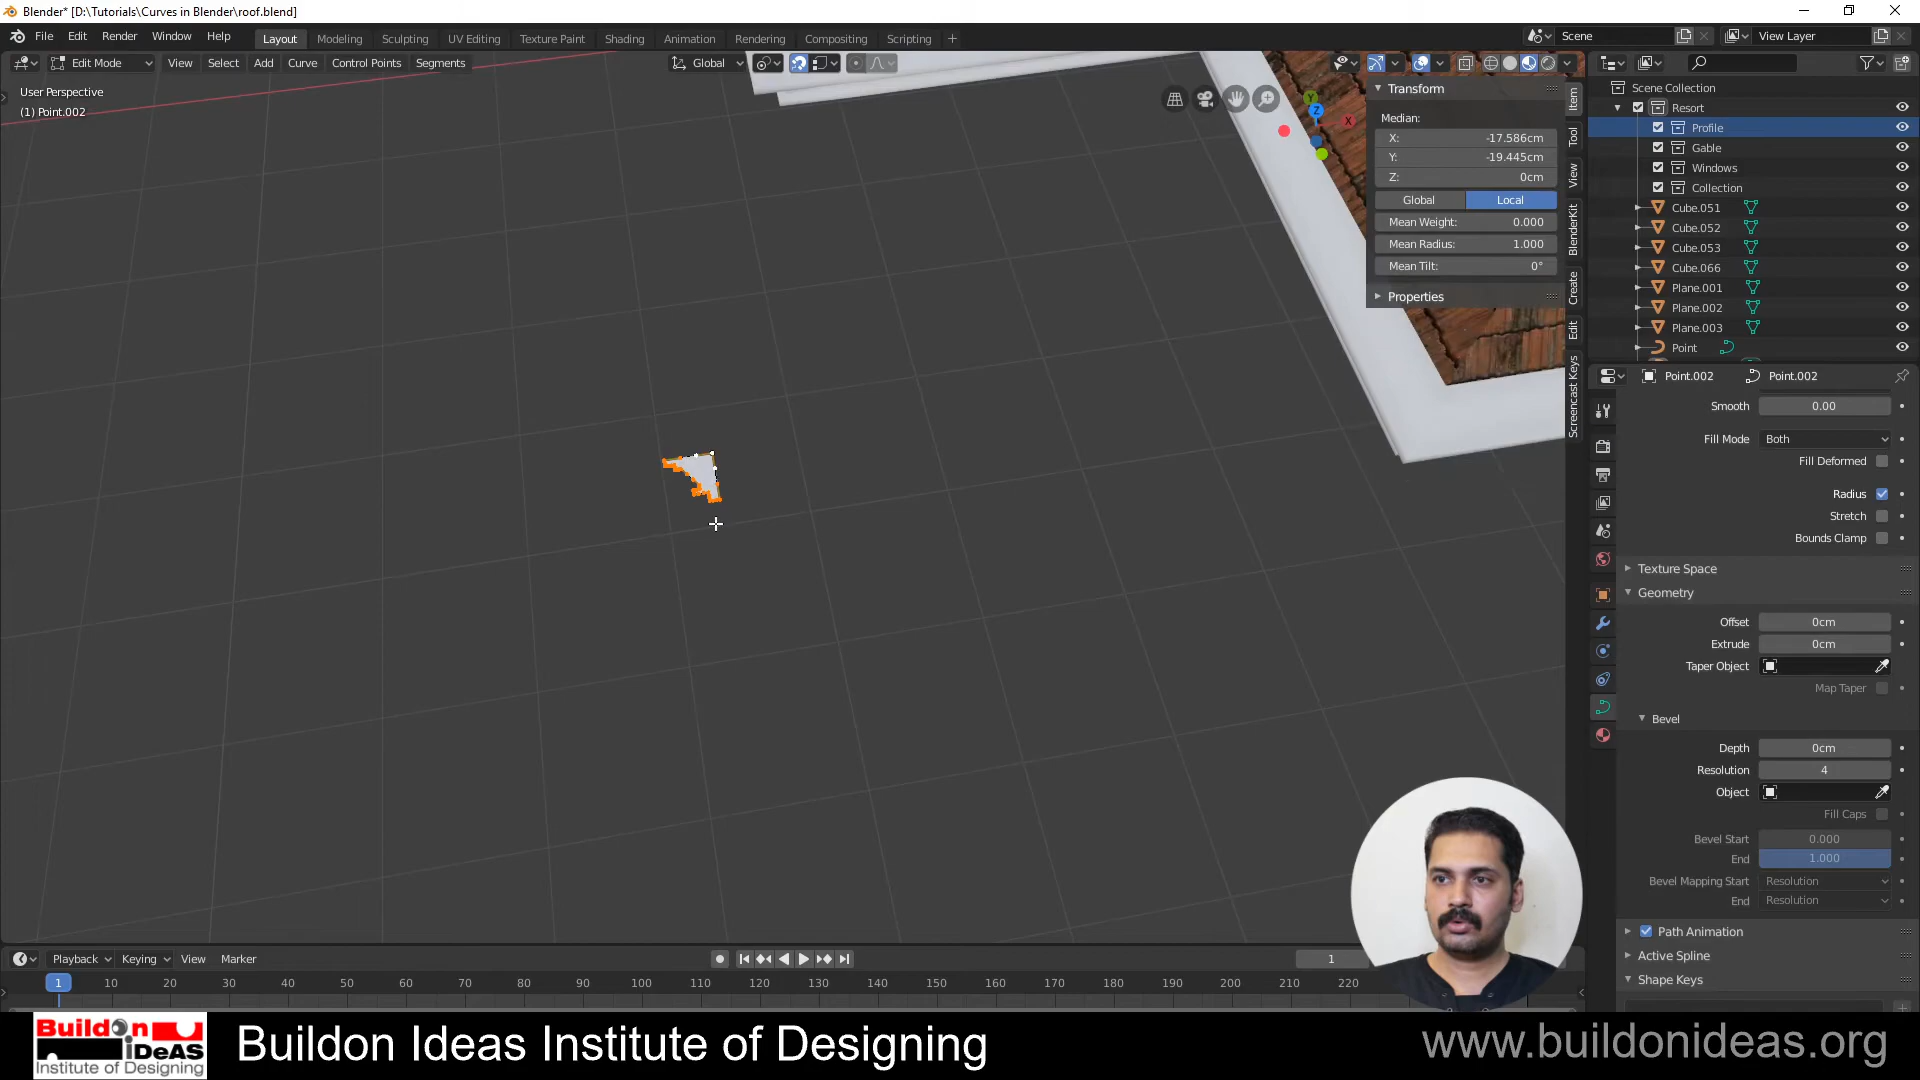 Blender* [D:\Tutorials\Curves in Blender\roof.blend]
File Edit Render Window Help Layout Modeling Sculpting UV Editing Texture Paint Shading Animation Rendering Compositing Scripting + Scene View Layer
Edit Mode View Select Add Curve Control Points Segments Global
User Perspective
(1) Point.002
Transform
Median:
X: -17.586cm
Y: -19.445cm
Z: 0cm
Global Local
Mean Weight: 0.000
Mean Radius: 1.000
Mean Tilt: 0°
Properties
Item
Tool
View
BlenderKit
Create
Edit
Screencast Keys
X
Y
Z
Scene Collection
Resort
Profile
Gable
Windows
Collection
Cube.051
Cube.052
Cube.053
Cube.066
Plane.001
Plane.002
Plane.003
Point
Point.002 Point.002
Smooth 0.00
Fill Mode Both
Fill Deformed
Radius
Stretch
Bounds Clamp
Texture Space
Geometry
Offset 0cm
Extrude 0cm
Taper Object
Map Taper
Bevel
Depth 0cm
Resolution 4
Object
Fill Caps
Bevel Start 0.000
End 1.000
Bevel Mapping Start Resolution
End Resolution
Path Animation
Active Spline
Shape Keys
Playback Keying View Marker 1
1 10 20 30 40 50 60 70 80 90 100 110 120 130 140 150 160 170 180 190 200 210 220
Buildon
IDeAS
Institute of Designing
Buildon Ideas Institute of Designing
www.buildonideas.org